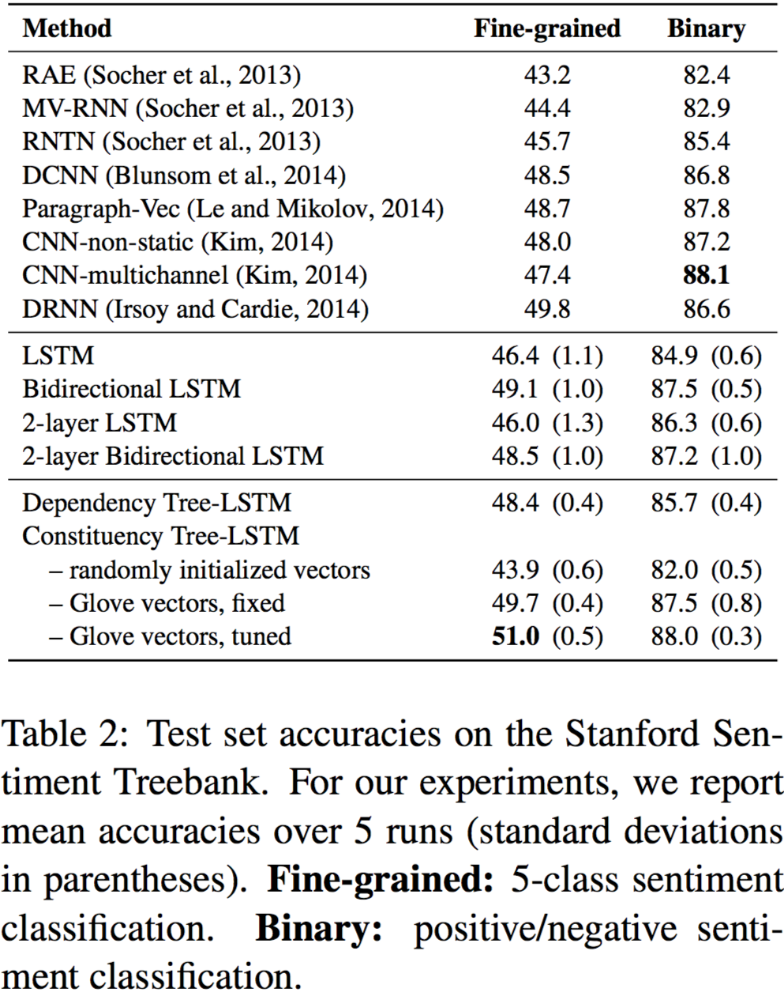 Method Fine-grained Binary
RAE (Socher et al., 2013) 43.2 82.4
MV-RNN (Socher et al., 2013) 44.4 82.9
RNTN (Socher et al., 2013) 45.7 85.4
DCNN (Blunsom et al., 2014) 48.5 86.8
Paragraph-Vec (Le and Mikolov, 2014) 48.7 87.8
CNN-non-static (Kim, 2014) 48.0 87.2
CNN-multichannel (Kim, 2014) 47.4 88.1
DRNN (Irsoy and Cardie, 2014) 49.8 86.6
LSTM 46.4 (1.1) 84.9 (0.6)
Bidirectional LSTM 49.1 (1.0) 87.5 (0.5)
2-layer LSTM 46.0 (1.3) 86.3 (0.6)
2-layer Bidirectional LSTM 48.5 (1.0) 87.2 (1.0)
Dependency Tree-LSTM 48.4 (0.4) 85.7 (0.4)
Constituency Tree-LSTM
– randomly initialized vectors 43.9 (0.6) 82.0 (0.5)
– Glove vectors, fixed 49.7 (0.4) 87.5 (0.8)
– Glove vectors, tuned 51.0 (0.5) 88.0 (0.3)
Table 2: Test set accuracies on the Stanford Sen-
timent Treebank. For our experiments, we report
mean accuracies over 5 runs (standard deviations
in parentheses). Fine-grained: 5-class sentiment
classification. Binary: positive/negative senti-
ment classification.